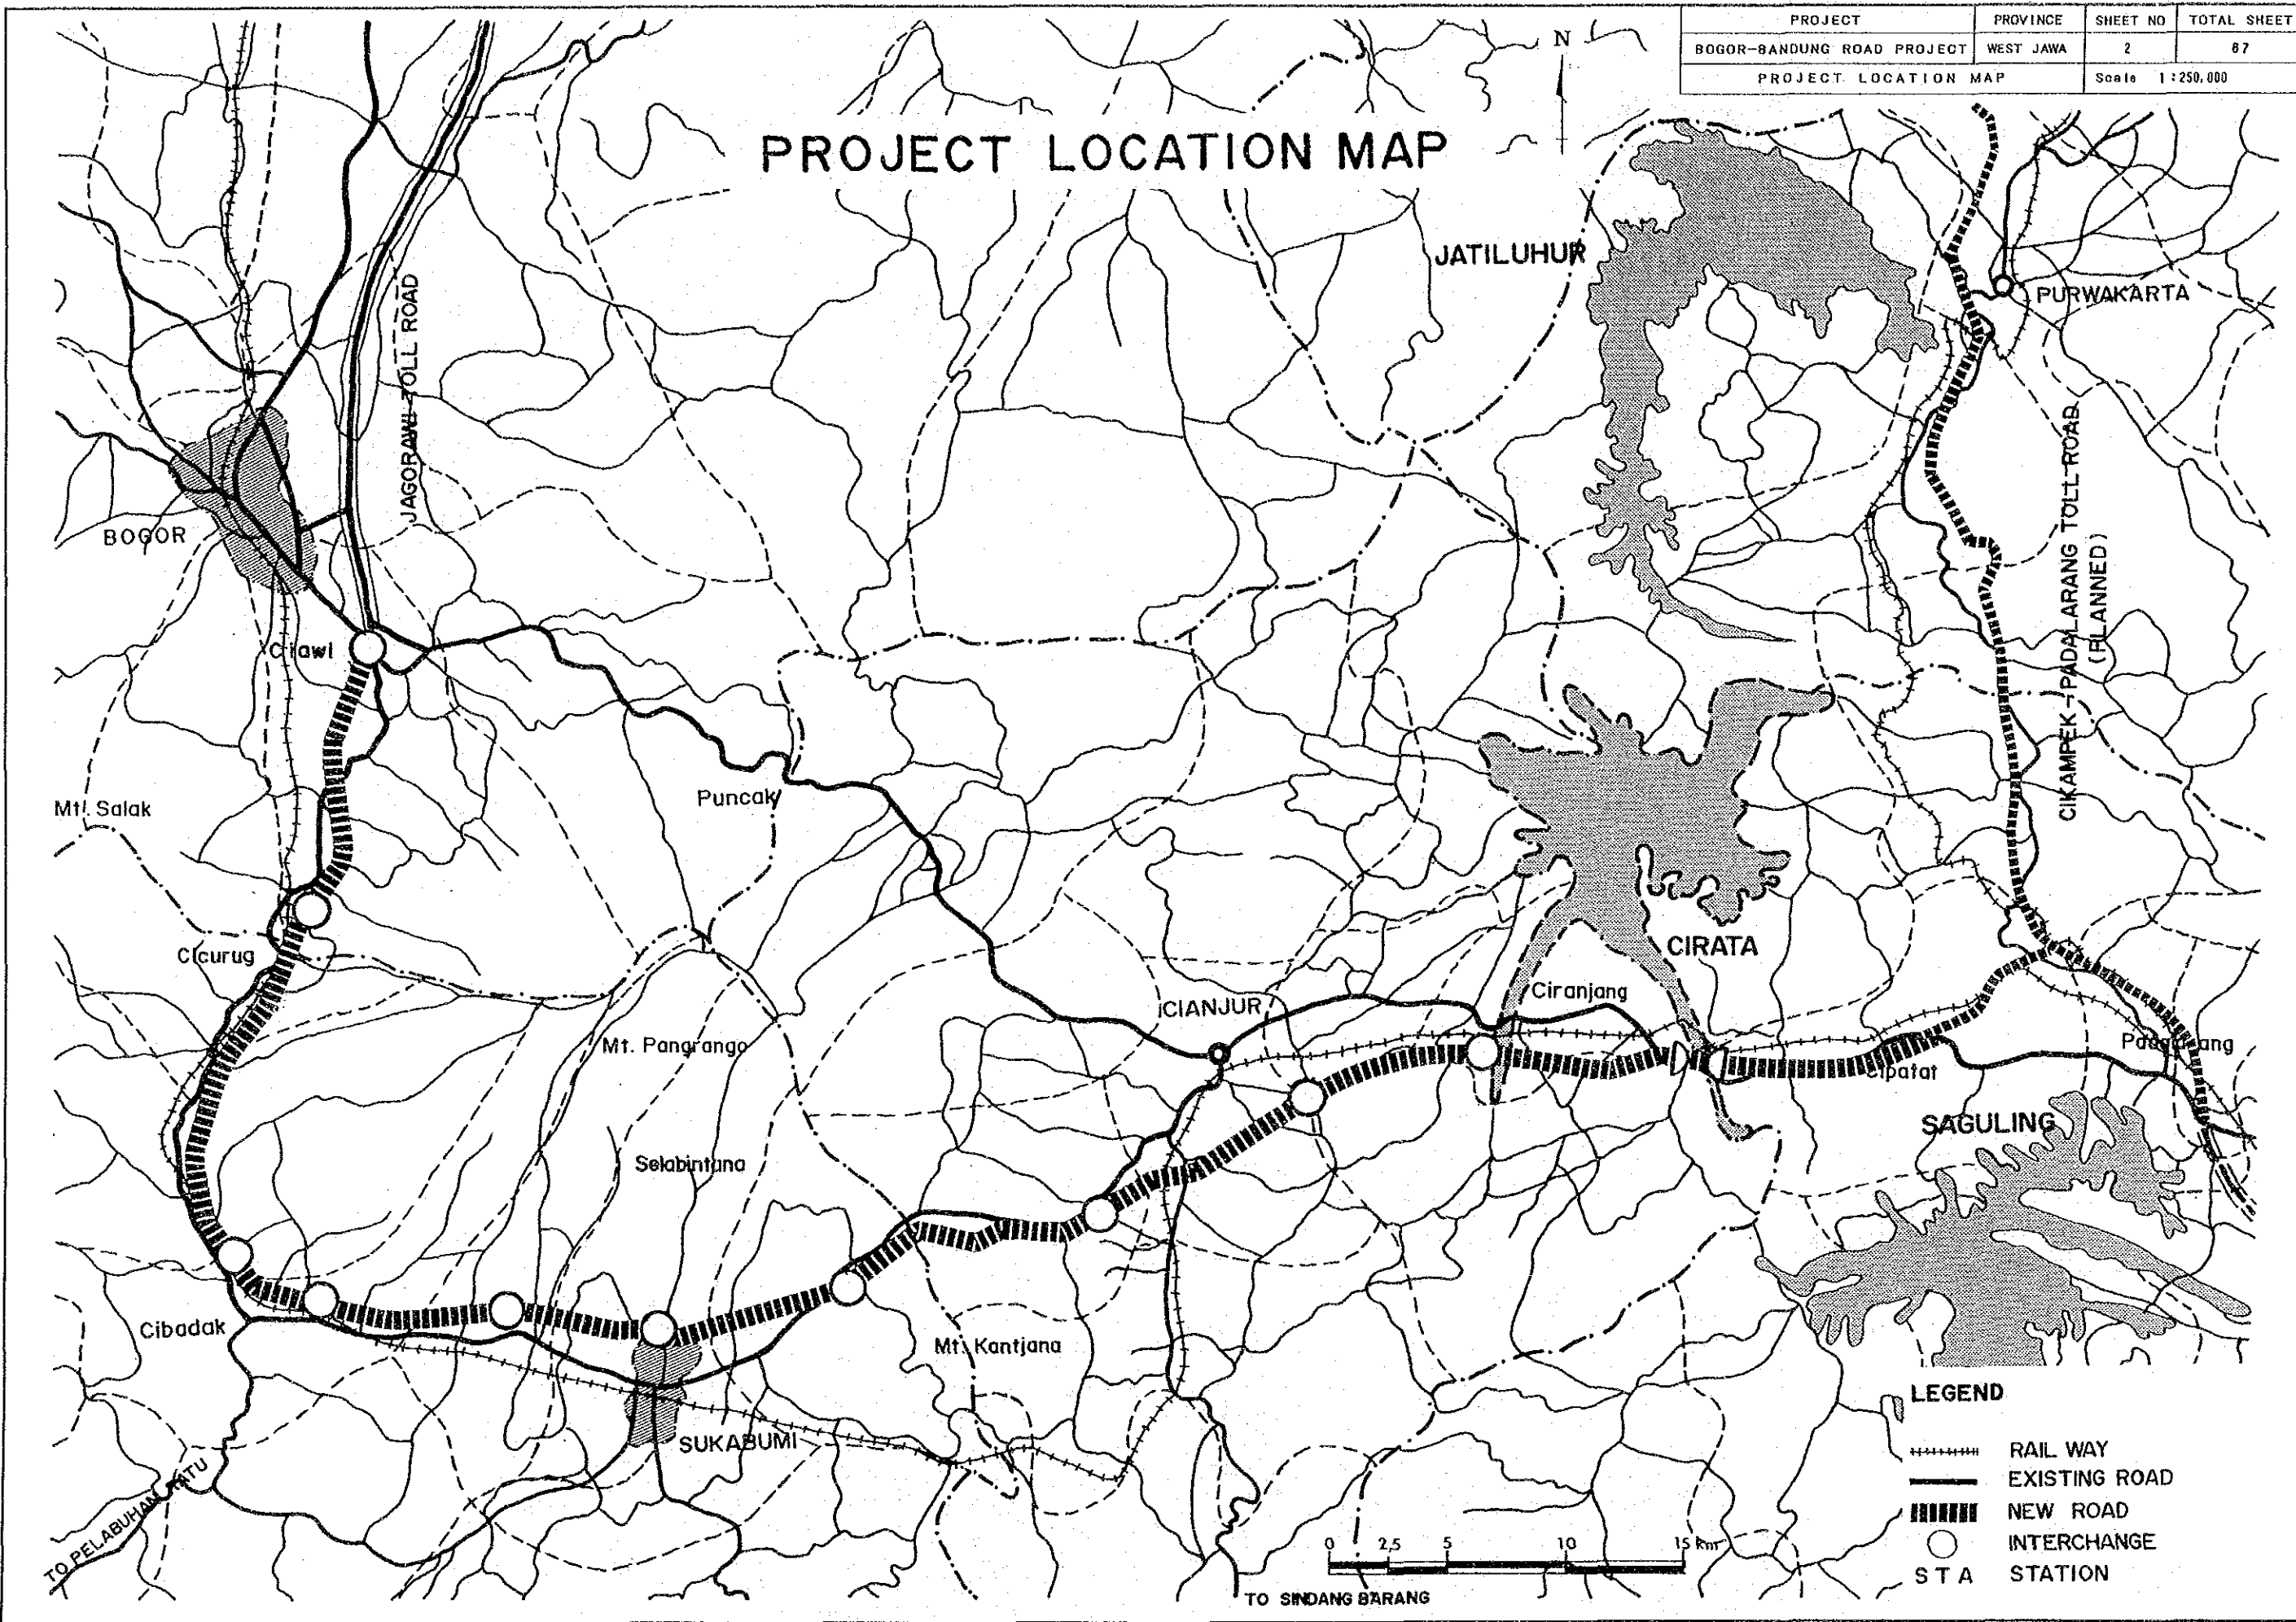 PROJECT PROVINCE SHEET NO TOTAL SHEET
BOGOR-BANDUNG ROAD PROJECT WEST JAWA 2 67
PROJECT LOCATION MAP Scale 1:250,000
N
PROJECT LOCATION MAP
JATILUHUR
PURWAKARTA
JAGORAWI TOLL ROAD
CIKAMPEK-PADALARANG TOLL ROAD
(PLANNED)
BOGOR
Ciawi
Puncak
Mt. Salak
Cicurug
CIRATA
Ciranjang
CIANJUR
Mt. Pangrango
Padalarang
Cipatat
SAGULING
Selabintana
Cibadak
Mt. Kantjana
SUKABUMI
TO PELABUHAN RATU
LEGEND
RAIL WAY
EXISTING ROAD
NEW ROAD
INTERCHANGE
STA STATION
0 2,5 5 10 15 km
TO SINDANG BARANG